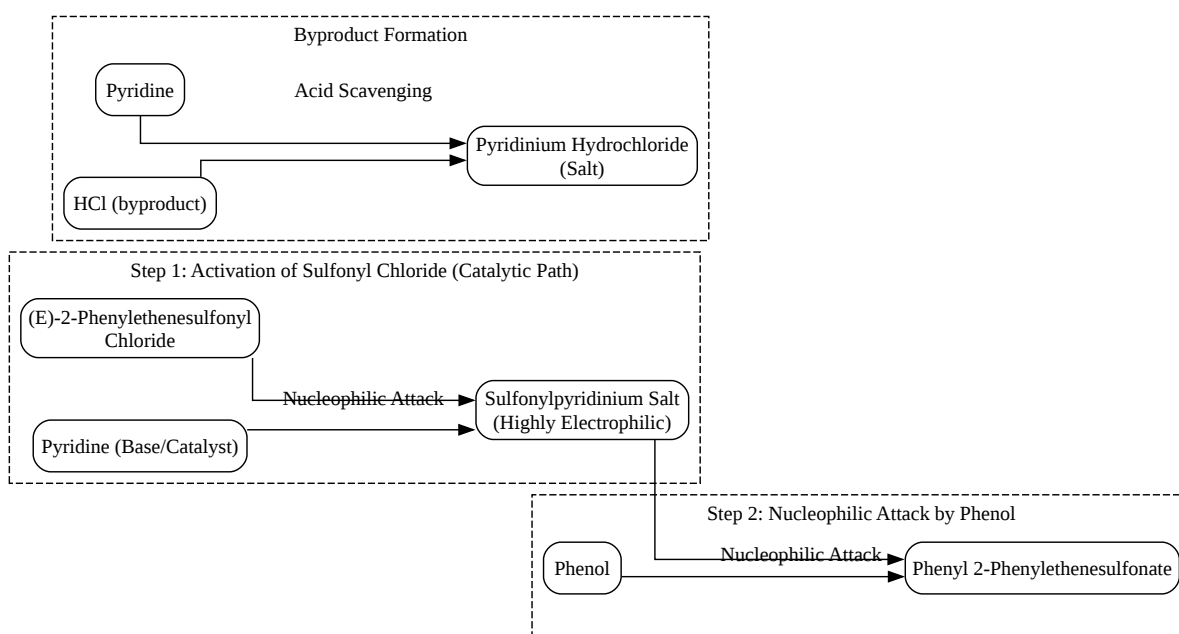 Byproduct Formation
Pyridine
Acid Scavenging
Pyridinium Hydrochloride
(Salt)
HCl (byproduct)
Step 1: Activation of Sulfonyl Chloride (Catalytic Path)
(E)-2-Phenylethenesulfonyl
Chloride
Nucleophilic Attack
Sulfonylpyridinium Salt
(Highly Electrophilic)
Pyridine (Base/Catalyst)
Step 2: Nucleophilic Attack by Phenol
Phenol
Nucleophilic Attack
Phenyl 2-Phenylethenesulfonate